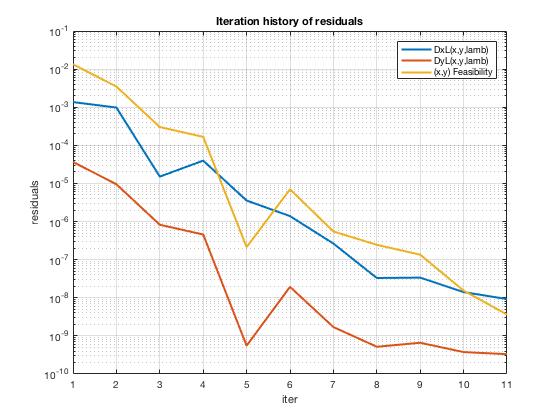 Iteration history of residuals
DxL(x,y,lamb)
DyL(x,y,lamb)
(x,y) Feasibility
residuals
10-1
10-2
10-3
10-4
10-5
10-6
10-7
10-8
10-9
10-10
1 2 3 4 5 6 7 8 9 10 11
iter